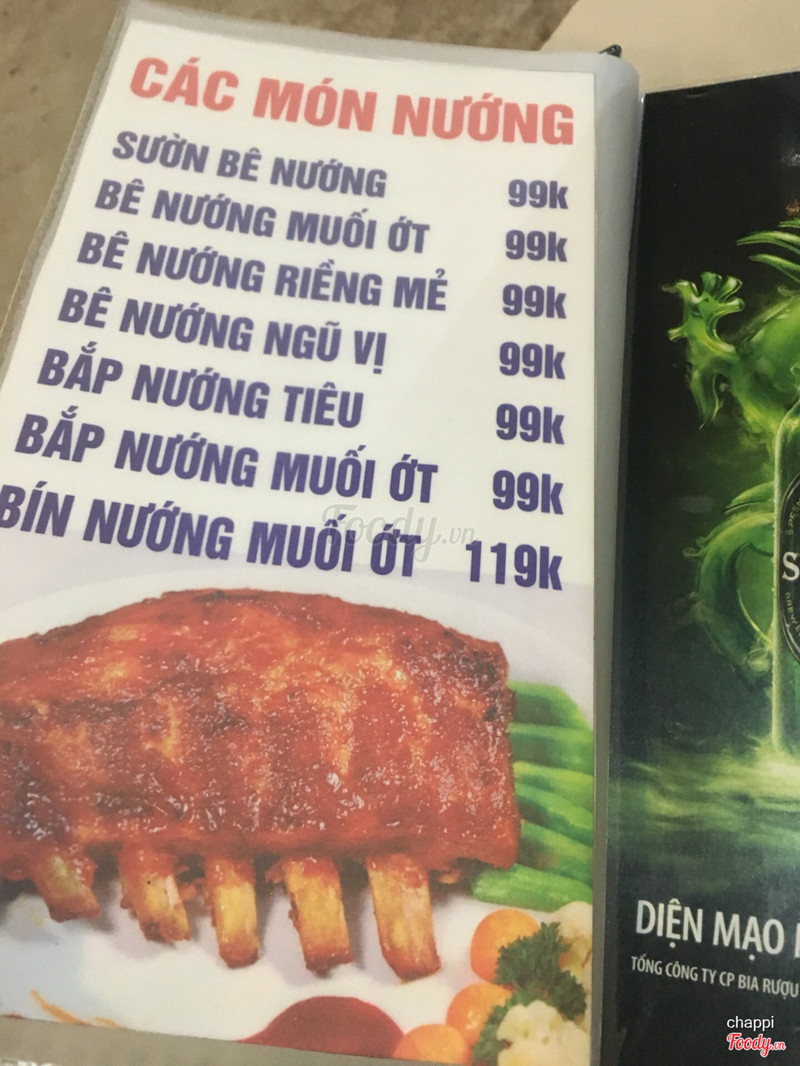 CÁC MÓN NƯỚNG
SƯỜN BÊ NƯỚNG 99k
BÊ NƯỚNG MUỐI ỚT 99k
BÊ NƯỚNG RIỀNG MẺ 99k
BÊ NƯỚNG NGŨ VỊ 99k
BẮP NƯỚNG TIÊU 99k
BẮP NƯỚNG MUỐI ỚT 99k
BÍN NƯỚNG MUỐI ỚT 119k
Foody.vn
DIỆN MẠO
TỔNG CÔNG TY CP BIA RƯỢU
chappi
Foody.vn